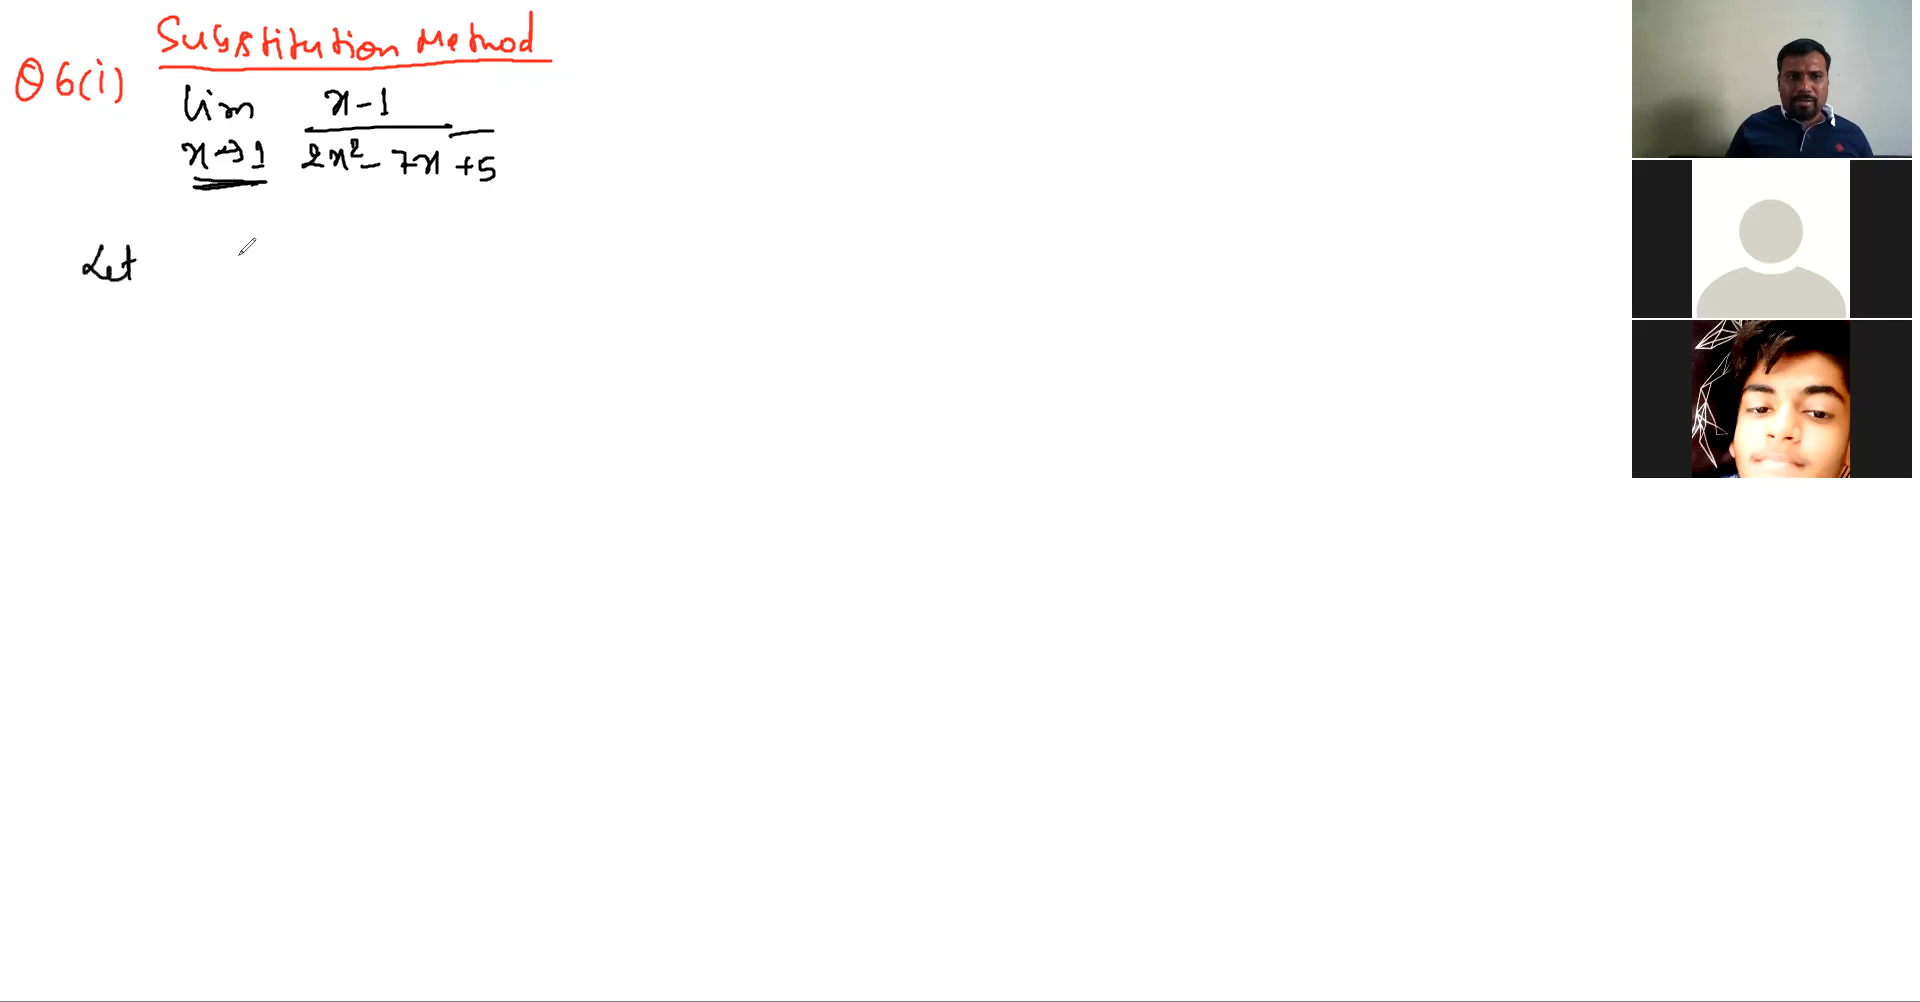 Substitution Method
Q 6(i)
lim x-1
x→1 2x²- 7x +5
Let